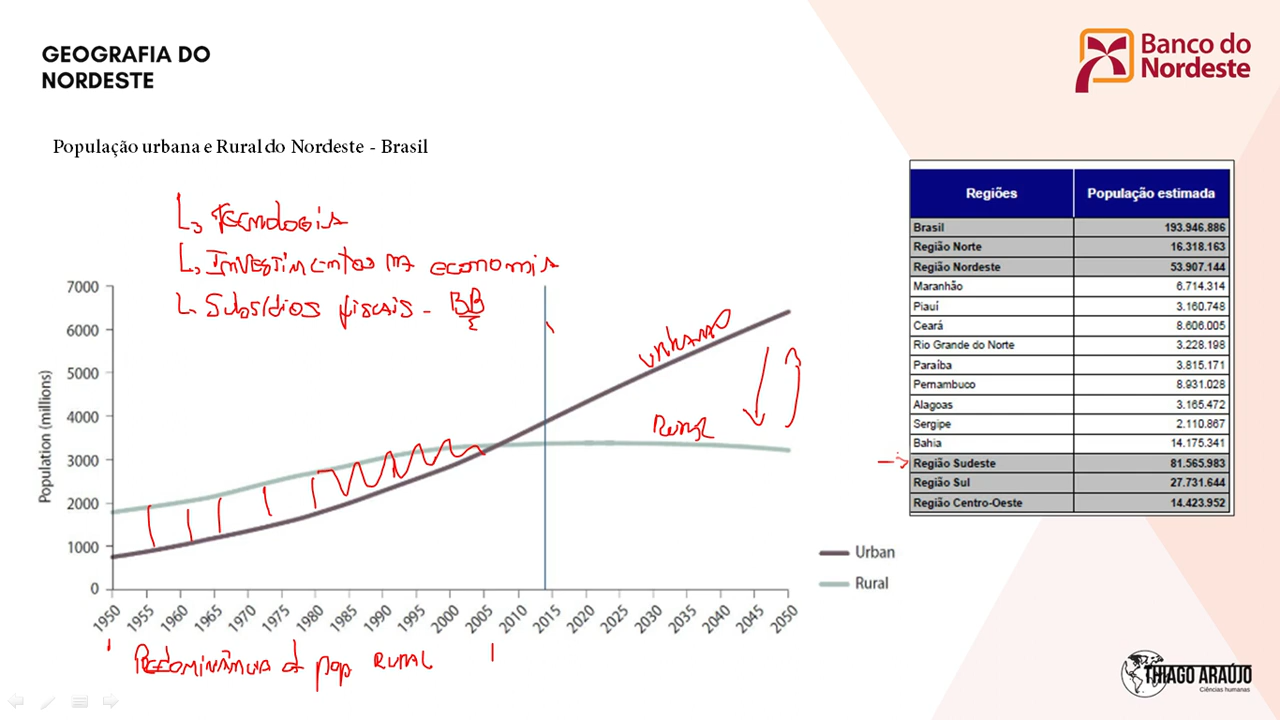 GEOGRAFIA DO
NORDESTE
Banco do
Nordeste
População urbana e Rural do Nordeste - Brasil
Tecnologia
Investimentos na economia
Subsídios fiscais - BB
Population (millions)
7000
6000
5000
4000
3000
2000
1000
0
1950 1955 1960 1965 1970 1975 1980 1985 1990 1995 2000 2005 2010 2015 2020 2025 2030 2035 2040 2045 2050
urbana
Rural
Urban
Rural
Predominância d pop RURAL
Regiões População estimada
Brasil 193.946.886
Região Norte 16.318.163
Região Nordeste 53.907.144
Maranhão 6.714.314
Piauí 3.160.748
Ceará 8.606.005
Rio Grande do Norte 3.228.198
Paraíba 3.815.171
Pernambuco 8.931.028
Alagoas 3.165.472
Sergipe 2.110.867
Bahia 14.175.341
Região Sudeste 81.565.983
Região Sul 27.731.644
Região Centro-Oeste 14.423.952
THIAGO ARAÚJO
Ciências humanas